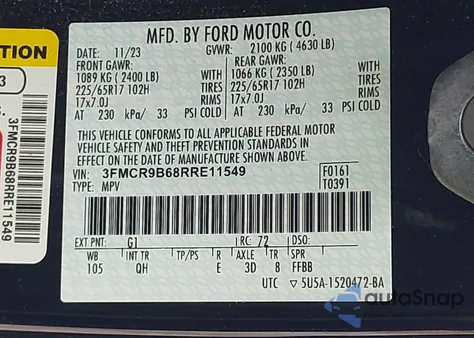 MFD. BY FORD MOTOR CO.
DATE: 11/23 GVWR: 2100 KG (4630 LB)
FRONT GAWR: REAR GAWR:
1089 KG (2400 LB) WITH 1066 KG (2350 LB) WITH
225/65R17 102H TIRES 225/65R17 102H TIRES
17x7.0J RIMS 17x7.0J RIMS
AT 230 kPa/ 33 PSI COLD AT 230 kPa/ 33 PSI COLD
THIS VEHICLE CONFORMS TO ALL APPLICABLE FEDERAL MOTOR
VEHICLE SAFETY AND THEFT PREVENTION STANDARDS IN EFFECT
ON THE DATE OF MANUFACTURE SHOWN ABOVE.
VIN: 3FMCR9B68RRE11549 F0161
TYPE: MPV T0391
EXT PNT: G1 RC: 72 DSO:
WB INT TR TP/PS R AXLE TR SPR
105 QH E 3D 8 FFBB
UTC 5U5A-1520472-BA
TION
3FMCR9B68RRE11549
autoSnap